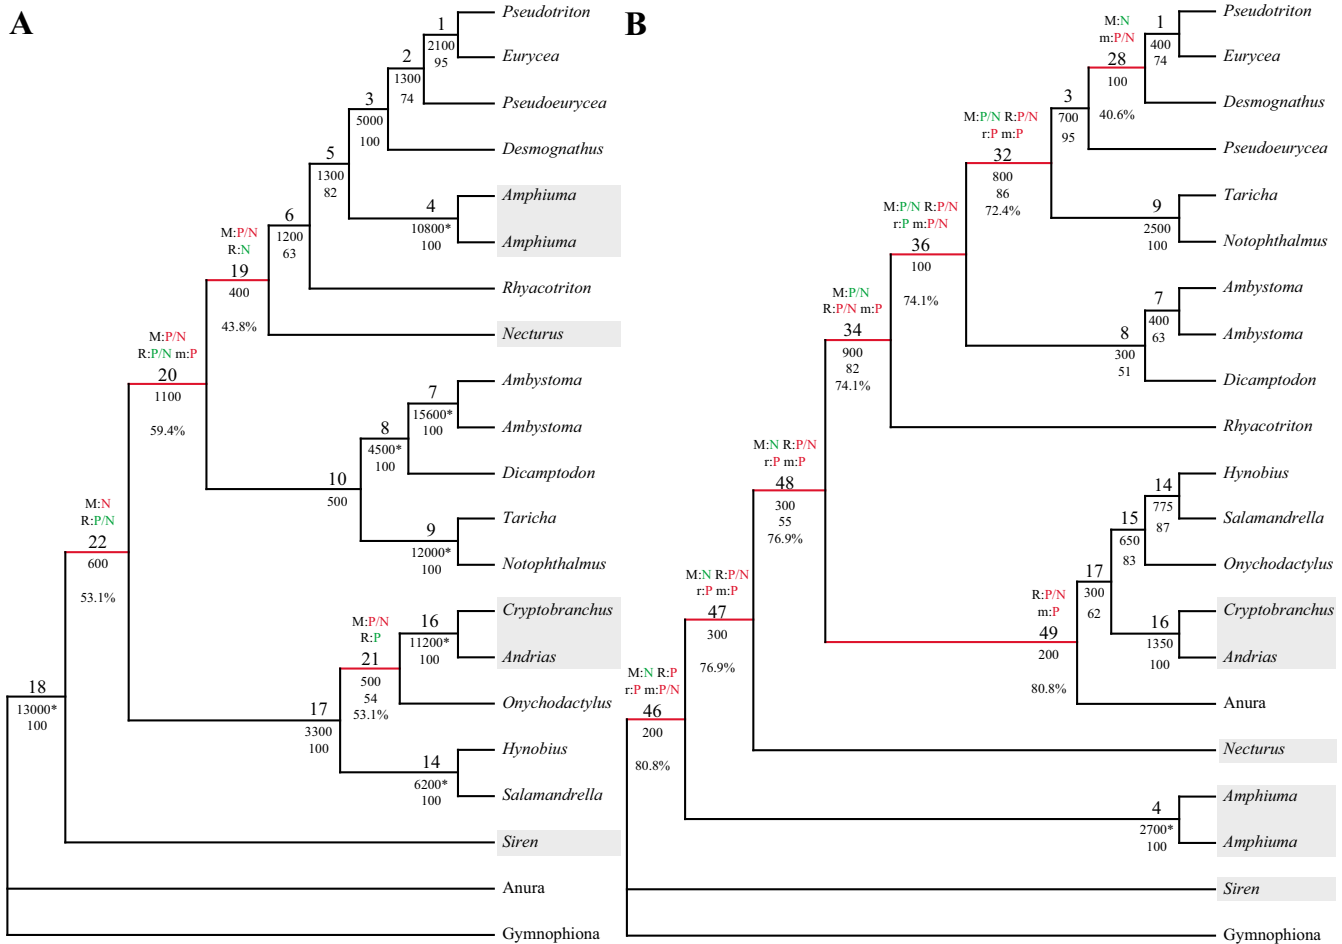 A
1
2100
95
2
1300
74
3
5000
100
5
1300
82
4
10800*
100
6
1200
63
M:P/N
R:N
19
400
43.8%
M:P/N
R:P/N m:P
20
1100
59.4%
7
15600*
100
8
4500*
100
10
500
9
12000*
100
M:N
R:P/N
22
600
53.1%
M:P/N
R:P
21
500
54
53.1%
16
11200*
100
17
3300
100
14
6200*
100
18
13000*
100
Pseudotriton
Eurycea
Pseudoeurycea
Desmognathus
Amphiuma
Amphiuma
Rhyacotriton
Necturus
Ambystoma
Ambystoma
Dicamptodon
Taricha
Notophthalmus
Cryptobranchus
Andrias
Onychodactylus
Hynobius
Salamandrella
Siren
Anura
Gymnophiona
B
M:N
m:P/N
28
100
40.6%
1
400
74
3
700
95
M:P/N R:P/N
r:P m:P
32
800
86
72.4%
9
2500
100
M:P/N R:P/N
r:P m:P/N
36
100
74.1%
7
400
63
8
300
51
M:P/N
R:P/N m:P
34
900
82
74.1%
M:N R:P/N
r:P m:P
48
300
55
76.9%
14
775
87
15
650
83
17
300
62
16
1350
100
R:P/N
m:P
49
200
80.8%
M:N R:P/N
r:P m:P
47
300
76.9%
M:N R:P
r:P m:P/N
46
200
80.8%
4
2700*
100
Pseudotriton
Eurycea
Desmognathus
Pseudoeurycea
Taricha
Notophthalmus
Ambystoma
Ambystoma
Dicamptodon
Rhyacotriton
Hynobius
Salamandrella
Onychodactylus
Cryptobranchus
Andrias
Anura
Necturus
Amphiuma
Amphiuma
Siren
Gymnophiona